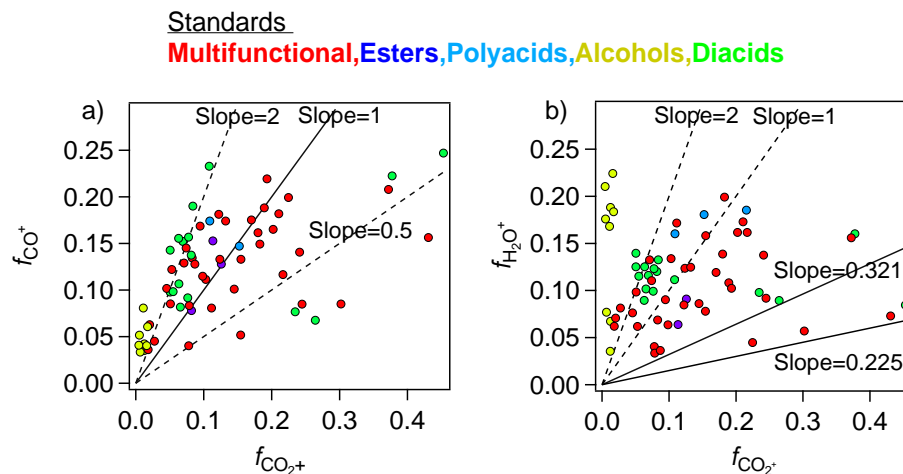 Standards
Multifunctional,Esters,Polyacids,Alcohols,Diacids
a)
Slope=2
Slope=1
Slope=0.5
fCO+
0.25
0.20
0.15
0.10
0.05
0.00
0.0 0.1 0.2 0.3 0.4
fCO2+
b)
Slope=2
Slope=1
Slope=0.321
Slope=0.225
fH2O+
0.25
0.20
0.15
0.10
0.05
0.00
0.0 0.1 0.2 0.3 0.4
fCO2+